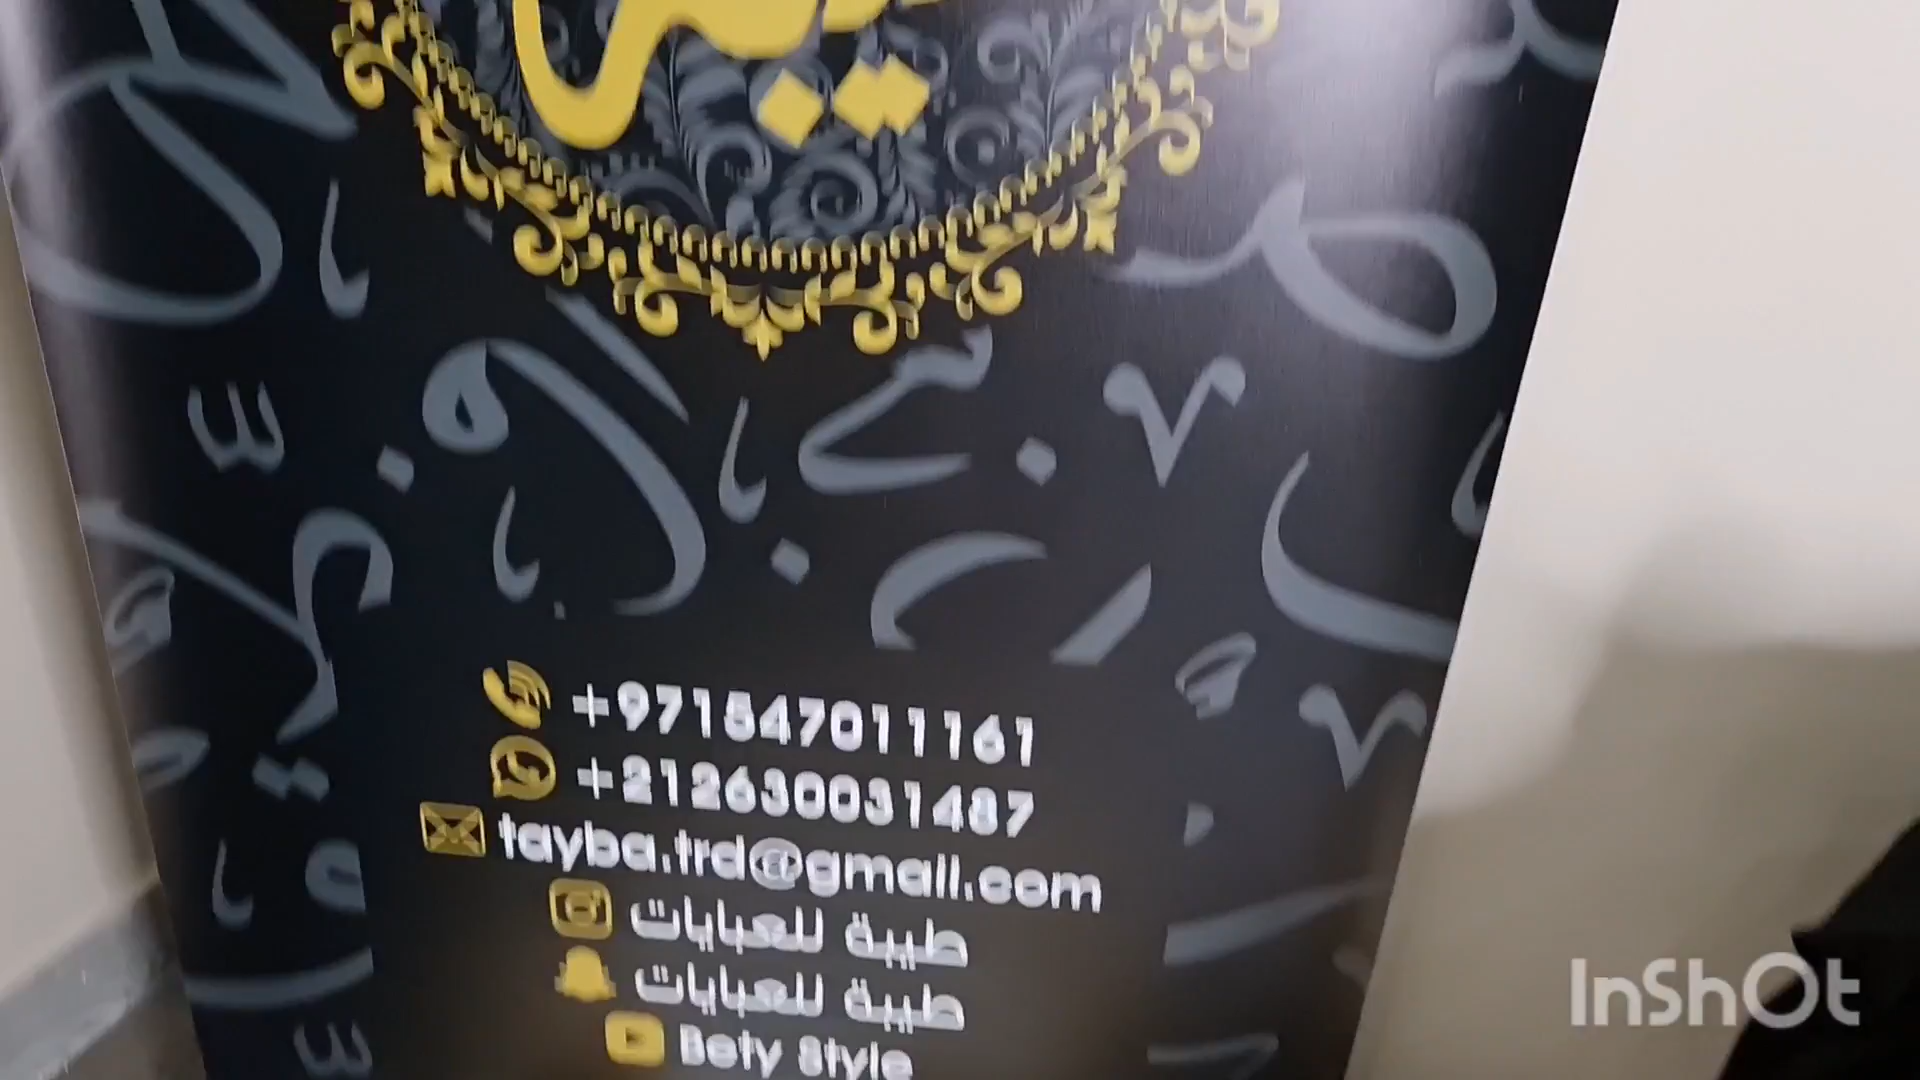 +971547011161
+212630031487
tayba.trd@gmail.com
طيبة للعبايات
طيبة للعبايات
Bety Style
InShOt